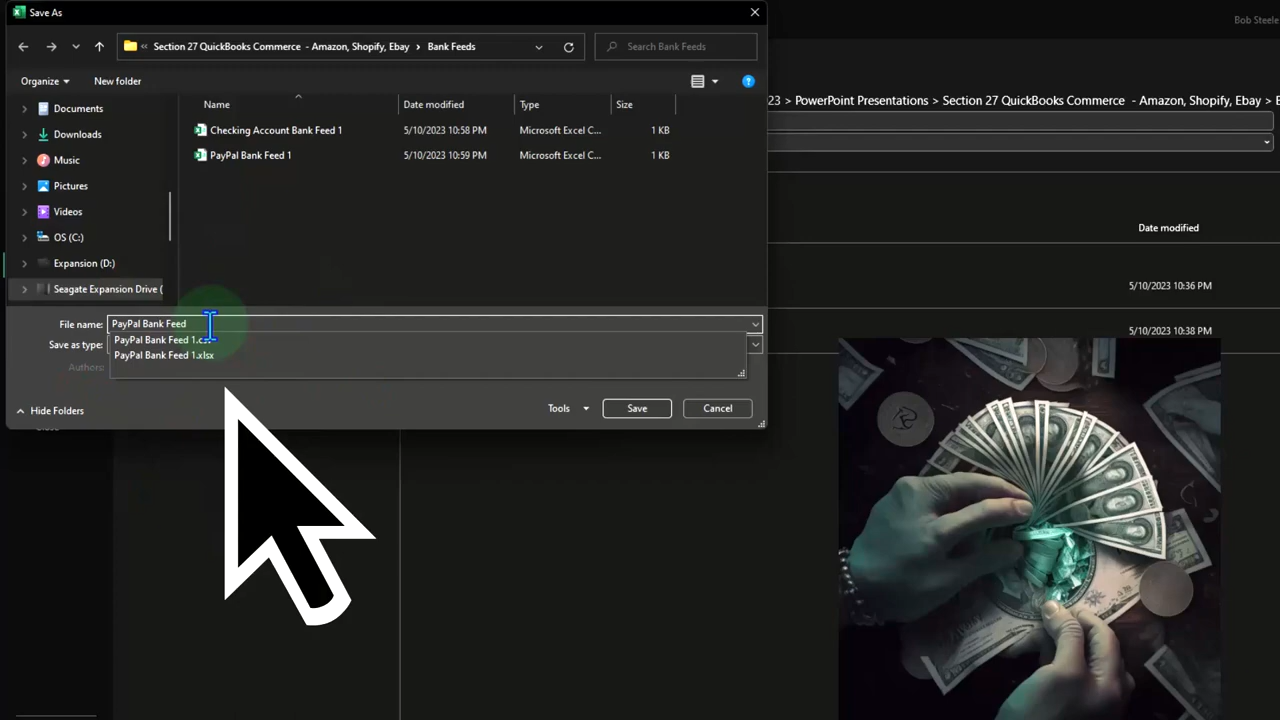 Save As
Bob Steele
Section 27 QuickBooks Commerce - Amazon, Shopify, Ebay > Bank Feeds
Search Bank Feeds
Organize
New folder
Name Date modified Type Size
23 > PowerPoint Presentations > Section 27 QuickBooks Commerce - Amazon, Shopify, Ebay >
Documents
Checking Account Bank Feed 1 5/10/2023 10:58 PM Microsoft Excel C... 1 KB
Downloads
PayPal Bank Feed 1 5/10/2023 10:59 PM Microsoft Excel C... 1 KB
Music
Pictures
Videos
OS (C:)
Expansion (D:)
Seagate Expansion Drive (
Date modified
5/10/2023 10:36 PM
5/10/2023 10:38 PM
File name: PayPal Bank Feed
PayPal Bank Feed 1.csv
Save as type:
PayPal Bank Feed 1.xlsx
Authors:
Hide Folders
Tools
Save
Cancel